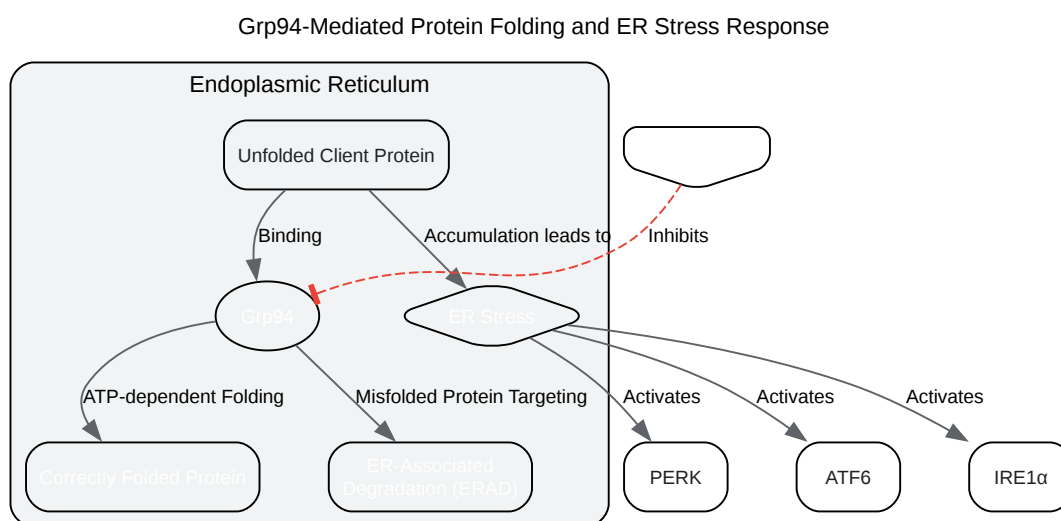 Grp94-Mediated Protein Folding and ER Stress Response
Endoplasmic Reticulum
Unfolded Client Protein
Binding
Accumulation leads to
Inhibits
Grp94
ER Stress
ATP-dependent Folding
Misfolded Protein Targeting
Activates
Activates
Activates
Correctly Folded Protein
ER-Associated
Degradation (ERAD)
PERK
ATF6
IRE1α